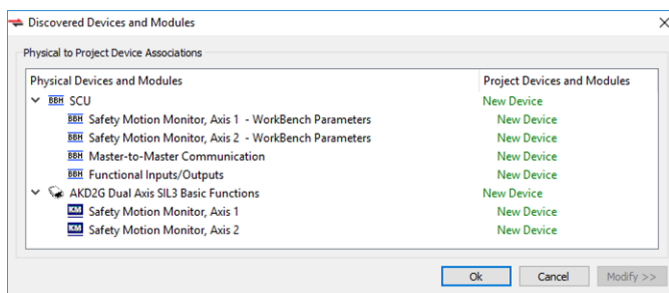 Discovered Devices and Modules
Physical to Project Device Associations
Physical Devices and Modules Project Devices and Modules
BBH SCU New Device
BBH Safety Motion Monitor, Axis 1 - WorkBench Parameters New Device
BBH Safety Motion Monitor, Axis 2 - WorkBench Parameters New Device
BBH Master-to-Master Communication New Device
BBH Functional Inputs/Outputs New Device
AKD2G Dual Axis SIL3 Basic Functions New Device
KM Safety Motion Monitor, Axis 1 New Device
KM Safety Motion Monitor, Axis 2 New Device
Ok Cancel Modify >>